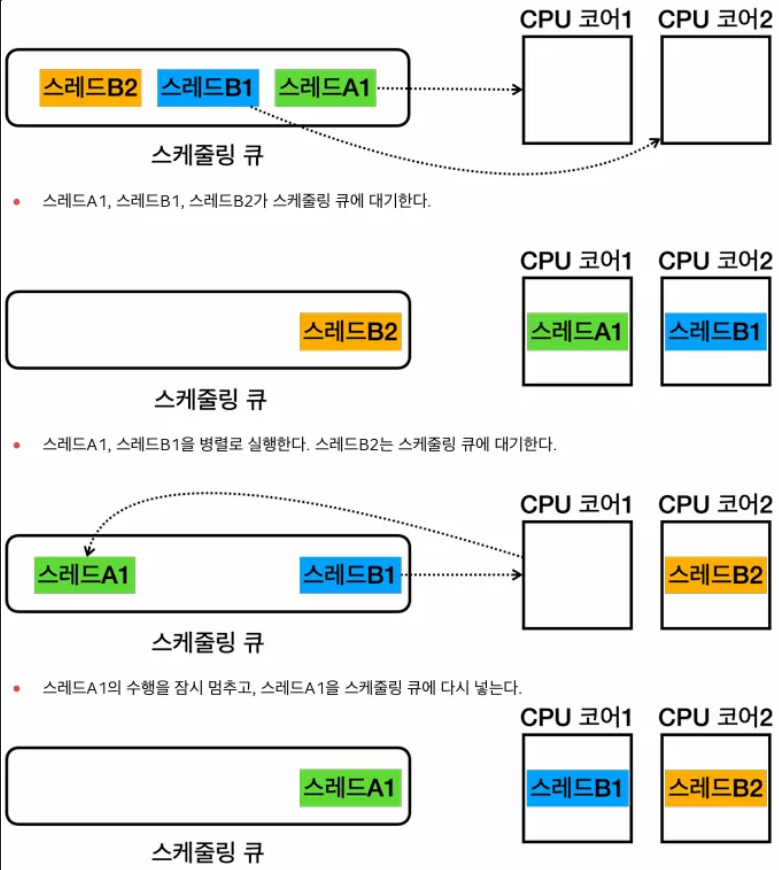 CPU 코어1 CPU 코어2
스레드B2 스레드B1 스레드A1
스케줄링 큐
• 스레드A1, 스레드B1, 스레드B2가 스케줄링 큐에 대기한다.
CPU 코어1 CPU 코어2
스레드B2 스레드A1 스레드B1
스케줄링 큐
• 스레드A1, 스레드B1을 병렬로 실행한다. 스레드B2는 스케줄링 큐에 대기한다.
CPU 코어1 CPU 코어2
스레드A1 스레드B1 스레드B2
스케줄링 큐
• 스레드A1의 수행을 잠시 멈추고, 스레드A1을 스케줄링 큐에 다시 넣는다.
CPU 코어1 CPU 코어2
스레드A1 스레드B1 스레드B2
스케줄링 큐